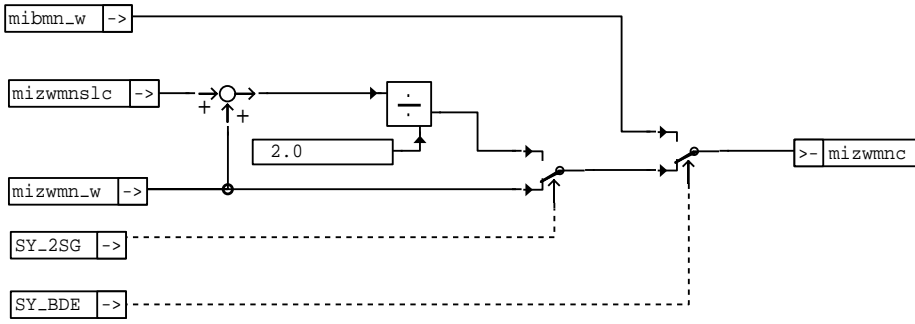 mibmn_w ->
mizwmnslc ->
+ +
÷
2.0
>- mizwmnc
mizwmn_w ->
SY_2SG ->
SY_BDE ->